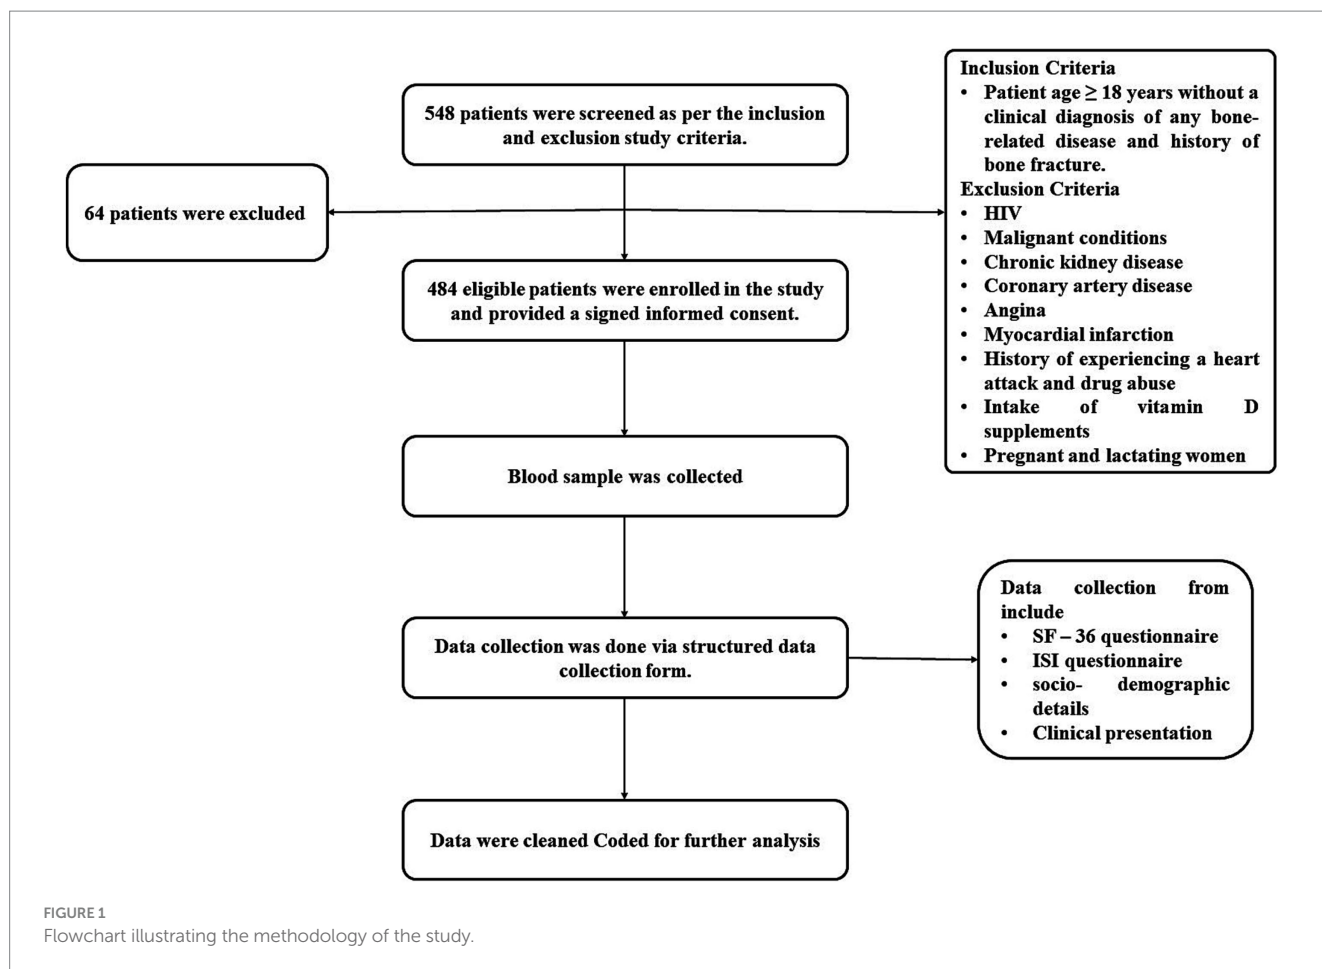 548 patients were screened as per the inclusion
and exclusion study criteria.
64 patients were excluded
Inclusion Criteria
• Patient age ≥ 18 years without a
clinical diagnosis of any bone-
related disease and history of
bone fracture.
Exclusion Criteria
• HIV
• Malignant conditions
• Chronic kidney disease
• Coronary artery disease
• Angina
• Myocardial infarction
• History of experiencing a heart
attack and drug abuse
• Intake of vitamin D
supplements
• Pregnant and lactating women
484 eligible patients were enrolled in the study
and provided a signed informed consent.
Blood sample was collected
Data collection was done via structured data
collection form.
Data collection from
include
• SF – 36 questionnaire
• ISI questionnaire
• socio- demographic
details
• Clinical presentation
Data were cleaned Coded for further analysis
FIGURE 1
Flowchart illustrating the methodology of the study.